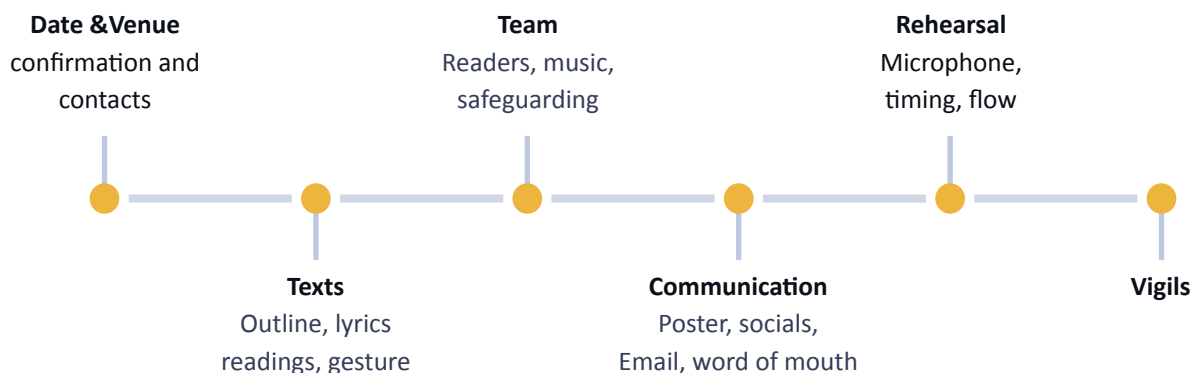 Date &Venue
confirmation and
contacts
Team
Readers, music,
safeguarding
Rehearsal
Microphone,
timing, flow
Texts
Outline, lyrics
readings, gesture
Communication
Poster, socials,
Email, word of mouth
Vigils